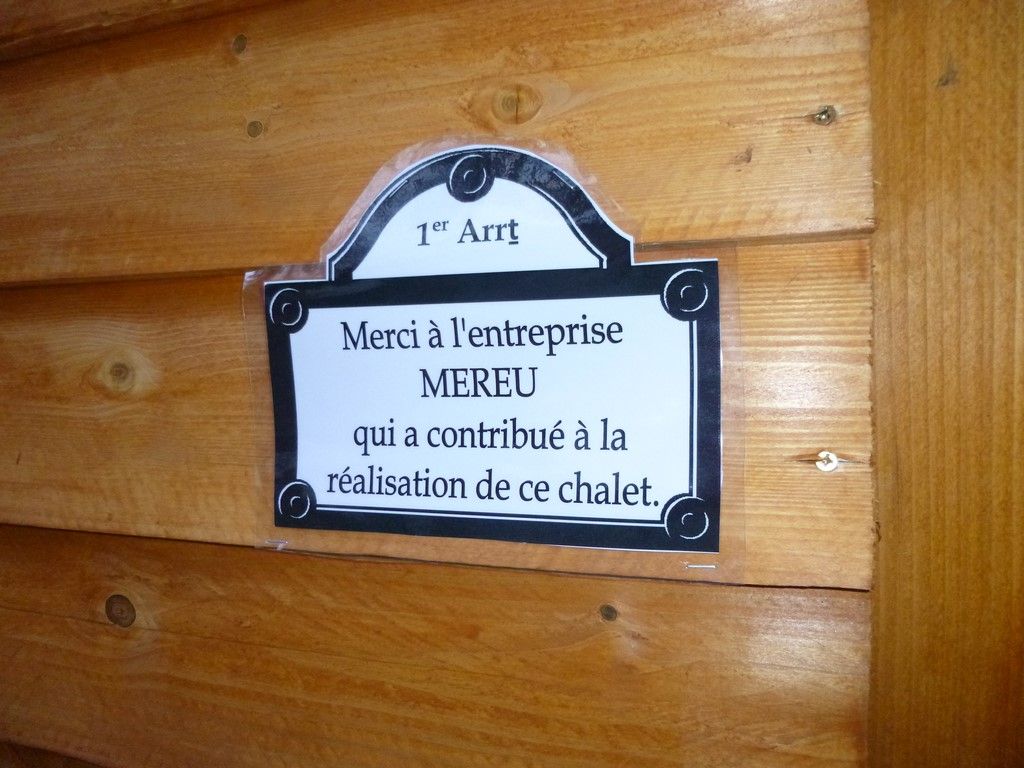 1er Arrt
Merci à l'entreprise
MEREU
qui a contribué à la
réalisation de ce chalet.